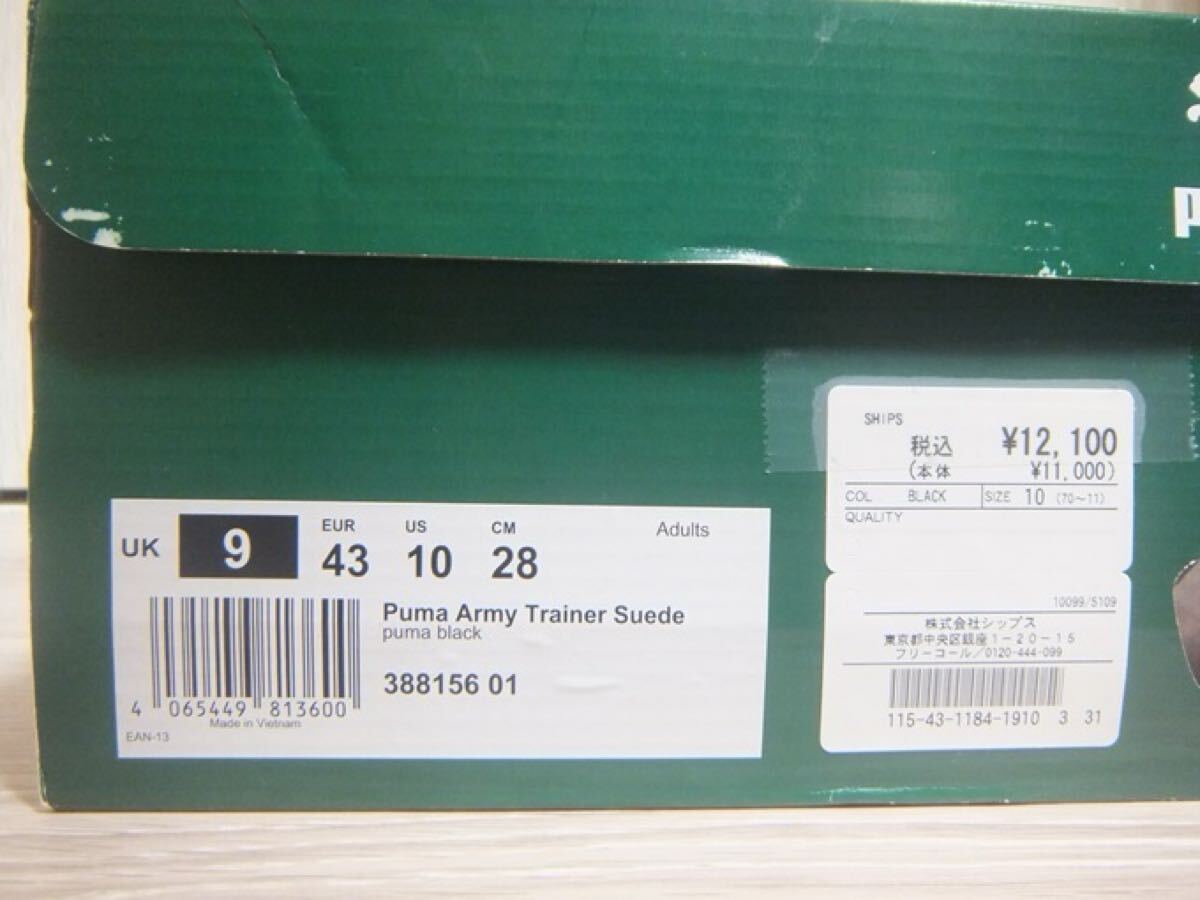 UK 9 EUR 43 US 10 CM 28 Adults
Puma Army Trainer Suede
puma black
388156 01
4 065449 813600
Made in Vietnam
EAN-13
SHIPS
税込 ¥12,100
(本体 ¥11,000)
COL BLACK SIZE 10 (70~11)
QUALITY
10099/5109
株式会社シップス
東京都中央区銀座1-20-15
フリーコール/0120-444-099
115-43-1184-1910 3 31